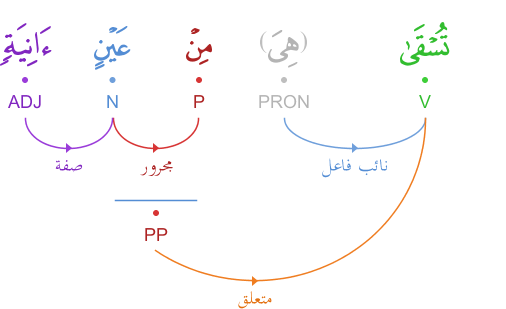 تُسْقَىٰ (هِىَ) مِنْ عَيْنٍ ءَانِيَةٍ
V PRON P N ADJ
نائب فاعل مجرور صفة
PP
متعلق